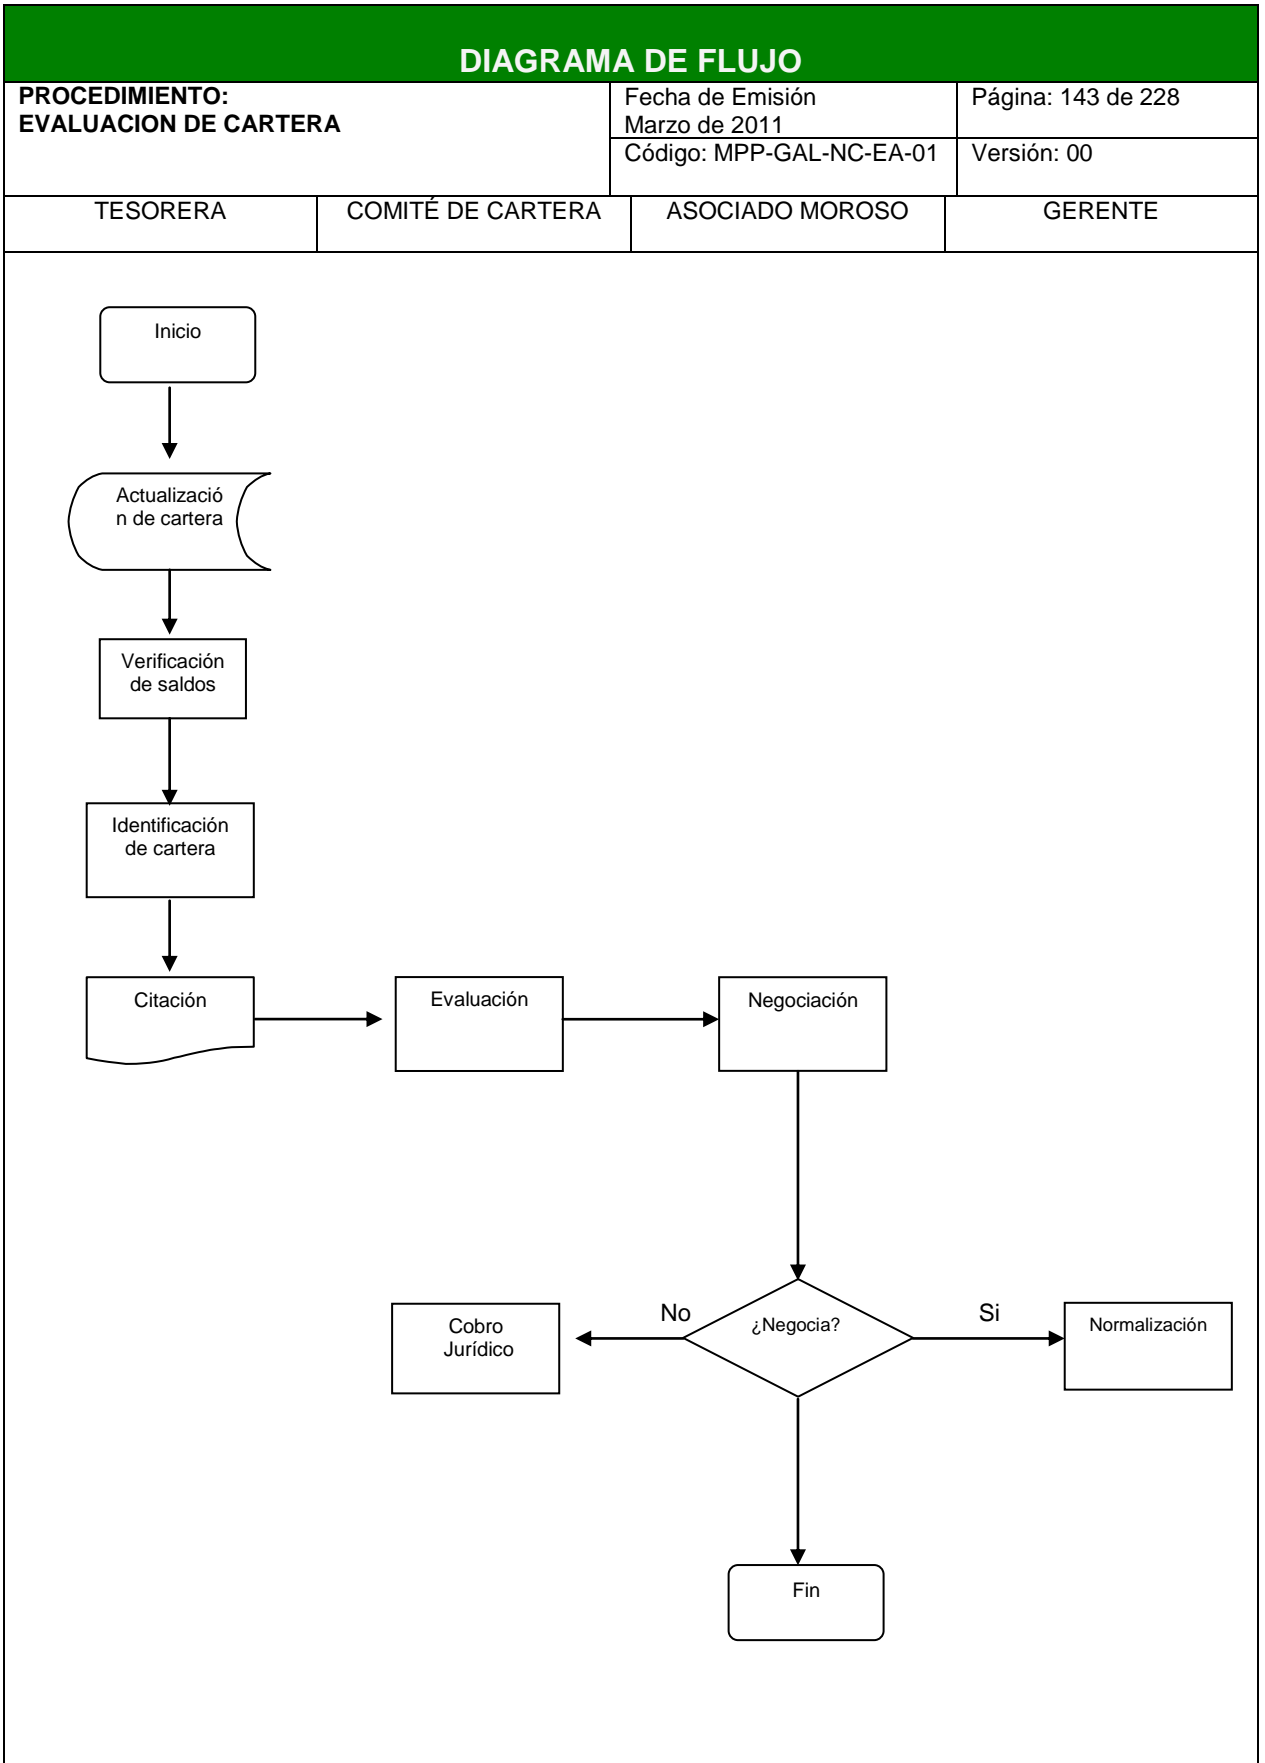 DIAGRAMA DE FLUJO
PROCEDIMIENTO:
EVALUACION DE CARTERA
Fecha de Emisión
Marzo de 2011
Página: 143 de 228
Código: MPP-GAL-NC-EA-01
Versión: 00
TESORERA
COMITÉ DE CARTERA
ASOCIADO MOROSO
GERENTE
Inicio
Actualizació
n de cartera
Verificación
de saldos
Identificación
de cartera
Citación
Evaluación
Negociación
Cobro
Jurídico
No
¿Negocia?
Si
Normalización
Fin